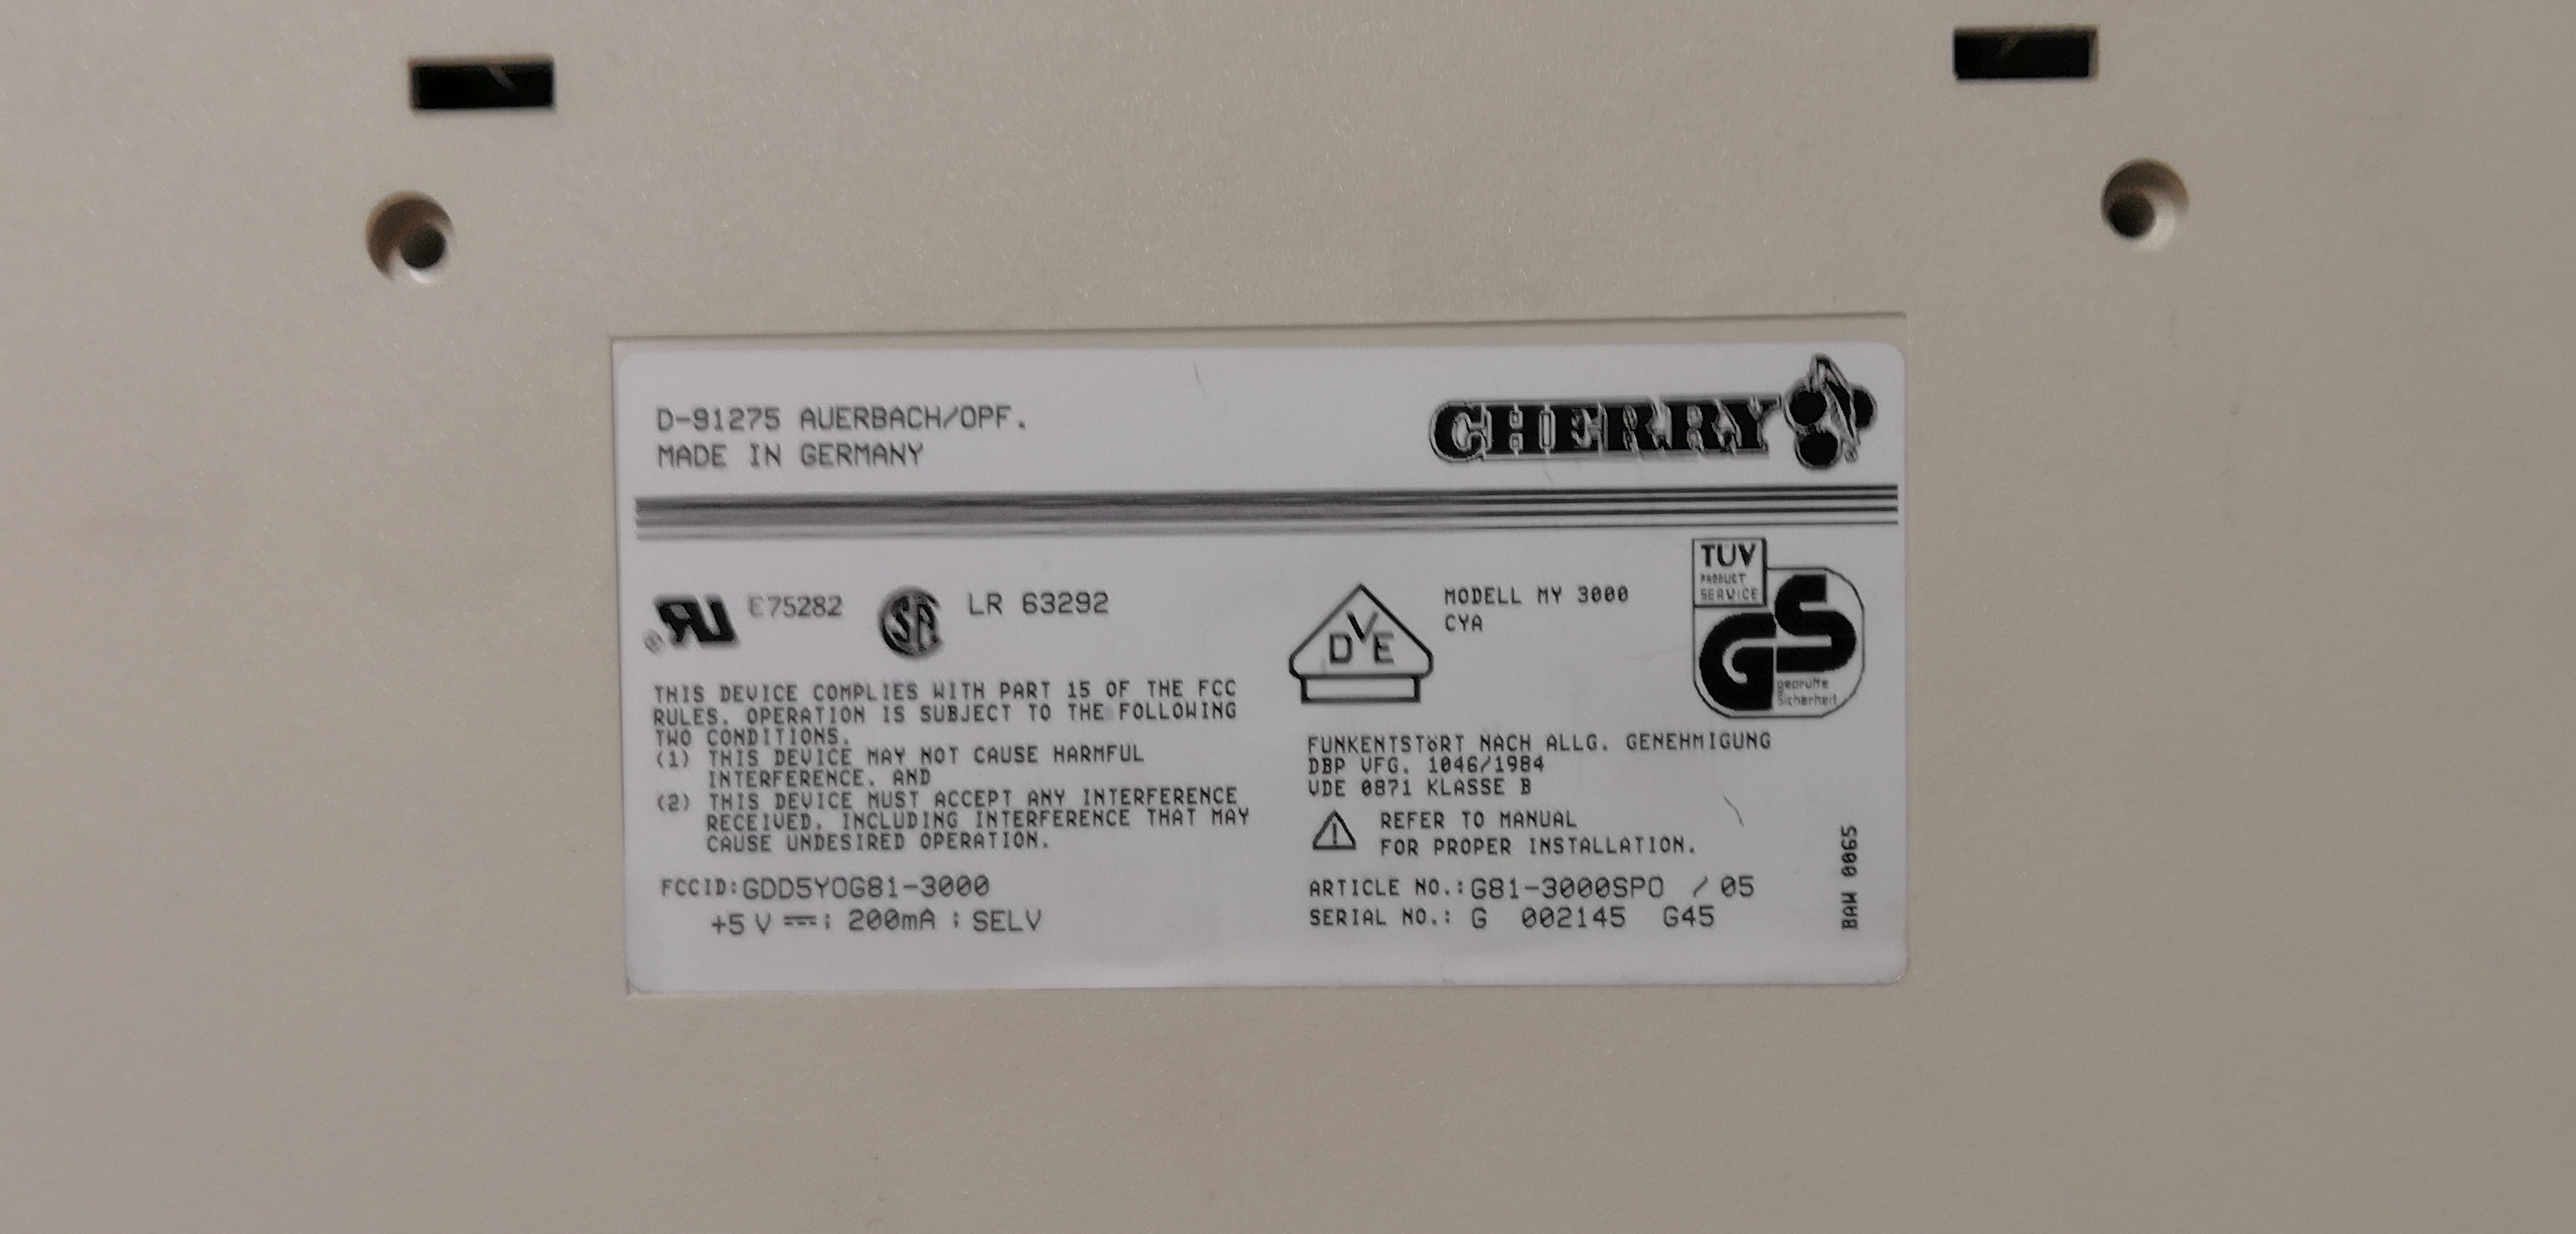 D-91275 AUERBACH/OPF.
MADE IN GERMANY
CHERRY
®
E75282
SA
LR 63292
VDE
MODELL MY 3000
CYA
TUV
PRODUCT
SERVICE
GS
geprüfte
Sicherheit
THIS DEVICE COMPLIES WITH PART 15 OF THE FCC
RULES. OPERATION IS SUBJECT TO THE FOLLOWING
TWO CONDITIONS.
(1) THIS DEVICE MAY NOT CAUSE HARMFUL
INTERFERENCE. AND
(2) THIS DEVICE MUST ACCEPT ANY INTERFERENCE
RECEIVED, INCLUDING INTERFERENCE THAT MAY
CAUSE UNDESIRED OPERATION.
FCCID:GDD5YOG81-3000
+5 V ⎓; 200mA ; SELV
FUNKENTSTöRT NACH ALLG. GENEHMIGUNG
DBP VFG. 1046/1984
VDE 0871 KLASSE B
REFER TO MANUAL
FOR PROPER INSTALLATION.
ARTICLE NO.:G81-3000SPO / 05
SERIAL NO.: G 002145 G45
BAW 0065